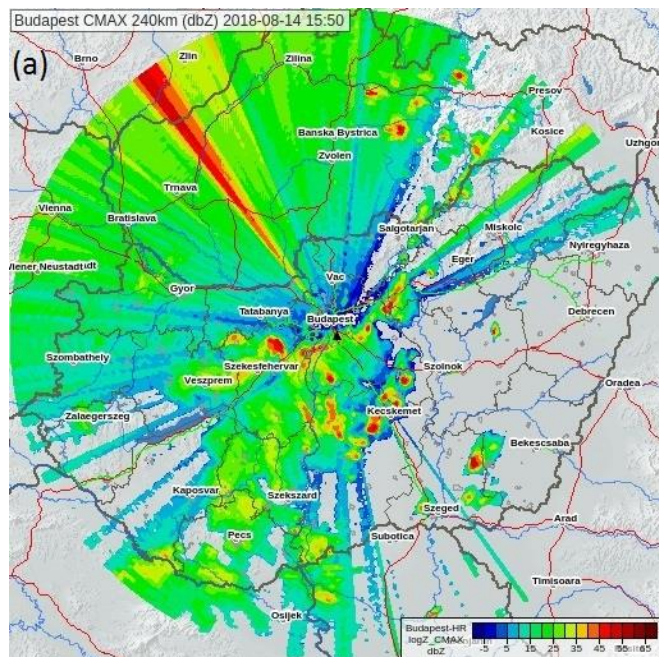 Budapest CMAX 240km (dbZ) 2018-08-14 15:50
(a)
Brno
Zlin
Zilina
Presov
Banska Bystrica
Kosice
Uzhgor
Zvolen
Trnava
Vienna
Bratislava
Salgotarjan
Miskolc
Nyiregyhaza
Eger
Wiener Neustadt
dt
Vac
Gyor
Tatabanya
Budapest
Debrecen
Szombathely
Szekesfehervar
Szolnok
Oradea
Veszprem
Zalaegerszeg
Kecskemet
Bekescsaba
Kaposvar
Szekszard
Szeged
Arad
Pecs
Subotica
Timisoara
Osijek
Budapest-HR
logZ_CMAX
dbZ
-5 5 15 25 35 45 55 65